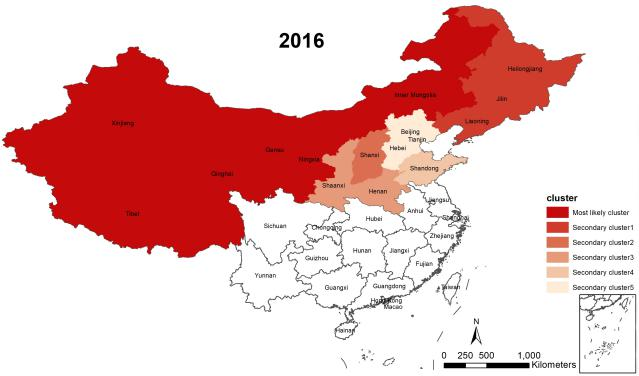 2016
Heilongjiang
Inner Mongolia
Jilin
Xinjiang
Liaoning
Beijing
Tianjin
Gansu
Hebei
Shanxi
Ningxia
Qinghai
Shandong
Shaanxi
Henan
cluster
Jiangsu
Most likely cluster
Tibet
Anhui
Shanghai
Hubei
Sichuan
Chongqing
Secondary cluster1
Zhejiang
Secondary cluster2
Hunan
Jiangxi
Guizhou
Secondary cluster3
Fujian
Secondary cluster4
Yunnan
Guangxi
Guangdong
Taiwan
Secondary cluster5
Hong Kong
Macao
N
Hainan
0 250 500 1,000
Kilometers